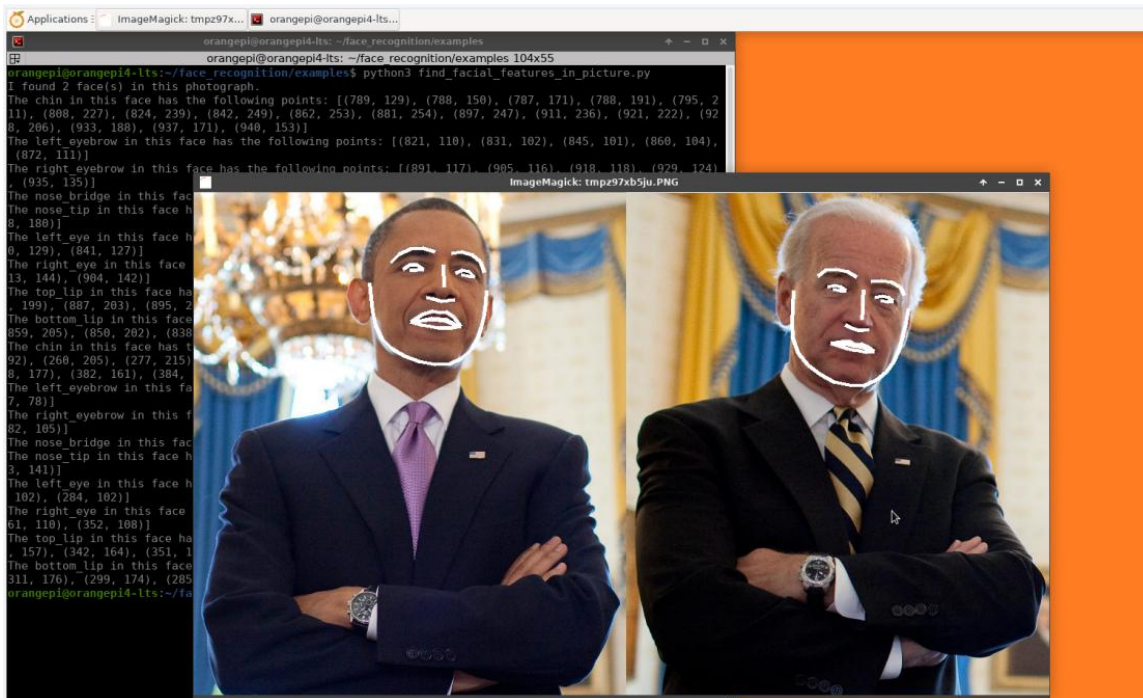 Applications
ImageMagick: tmpz97x...
orangepi@orangepi4-lts...
orangepi@orangepi4-lts: ~/face_recognition/examples
orangepi@orangepi4-lts: ~/face_recognition/examples 104x55
orangepi@orangepi4-lts:~/face_recognition/examples$ python3 find_facial_features_in_picture.py
I found 2 face(s) in this photograph.
The chin in this face has the following points: [(789, 129), (788, 150), (787, 171), (788, 191), (795, 2
11), (808, 227), (824, 239), (842, 249), (862, 253), (881, 254), (897, 247), (911, 236), (921, 222), (92
8, 206), (933, 188), (937, 171), (940, 153)]
The left_eyebrow in this face has the following points: [(821, 110), (831, 102), (845, 101), (860, 104),
(872, 111)]
The right_eyebrow in this face has the following points: [(891, 117), (905, 116), (918, 118), (929, 124)
, (935, 135)]
ImageMagick: tmpz97xb5ju.PNG
The nose_bridge in this fac
The nose_tip in this face h
8, 180)]
The left_eye in this face h
0, 129), (841, 127)]
The right_eye in this face
13, 144), (904, 142)]
The top_lip in this face ha
, 199), (887, 203), (895, 2
The bottom_lip in this face
859, 205), (850, 202), (838
The chin in this face has t
92), (260, 205), (277, 215)
8, 177), (382, 161), (384,
The left_eyebrow in this fa
7, 78)]
The right_eyebrow in this f
82, 105)]
The nose_bridge in this fac
The nose_tip in this face h
3, 141)]
The left_eye in this face h
102), (284, 102)]
The right_eye in this face
61, 110), (352, 108)]
The top_lip in this face ha
, 157), (342, 164), (351, 1
The bottom_lip in this face
311, 176), (299, 174), (285
orangepi@orangepi4-lts:~/fa